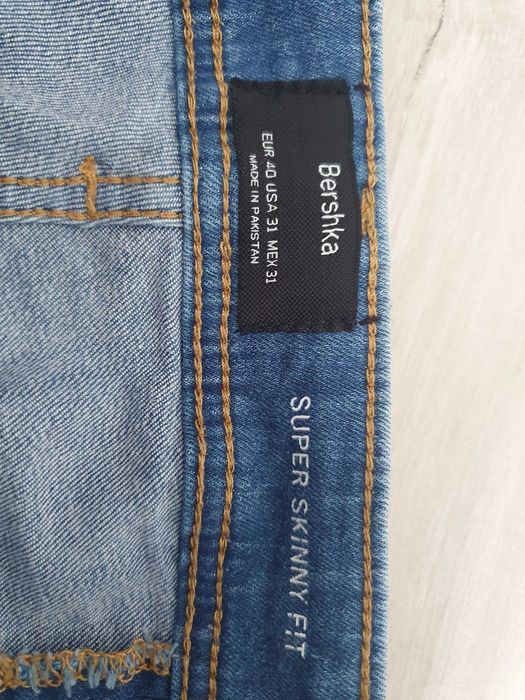 Bershka
EUR 40 USA 31 MEX 31
MADE IN PAKISTAN
SUPER SKINNY FIT